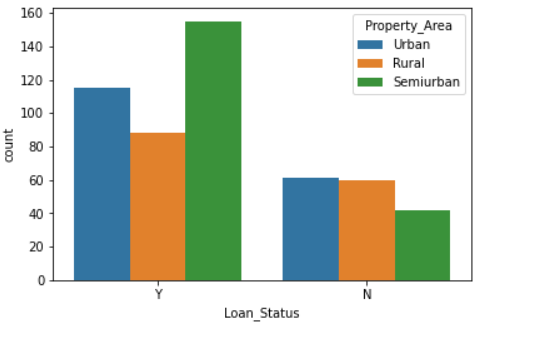 160
140
120
100
80
60
40
20
0
count
Property_Area
Urban
Rural
Semiurban
Y
N
Loan_Status